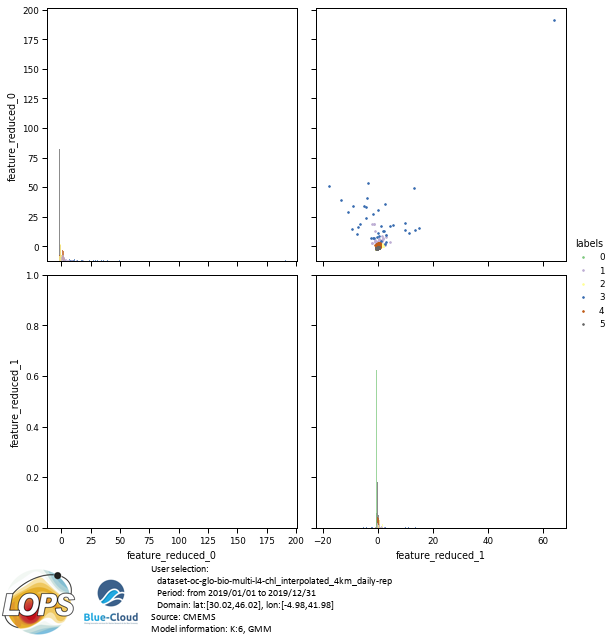 200
175
150
125
100
75
50
25
0
feature_reduced_0
labels
0
1
2
3
4
5
1.0
0.8
0.6
0.4
0.2
0.0
feature_reduced_1
0 25 50 75 100 125 150 175 200
−20 0 20 40 60
feature_reduced_0
feature_reduced_1
User selection:
dataset-oc-glo-bio-multi-l4-chl_interpolated_4km_daily-rep
Period: from 2019/01/01 to 2019/12/31
Domain: lat:[30.02,46.02], lon:[-4.98,41.98]
Source: CMEMS
Model information: K:6, GMM
LOPS
Blue-Cloud